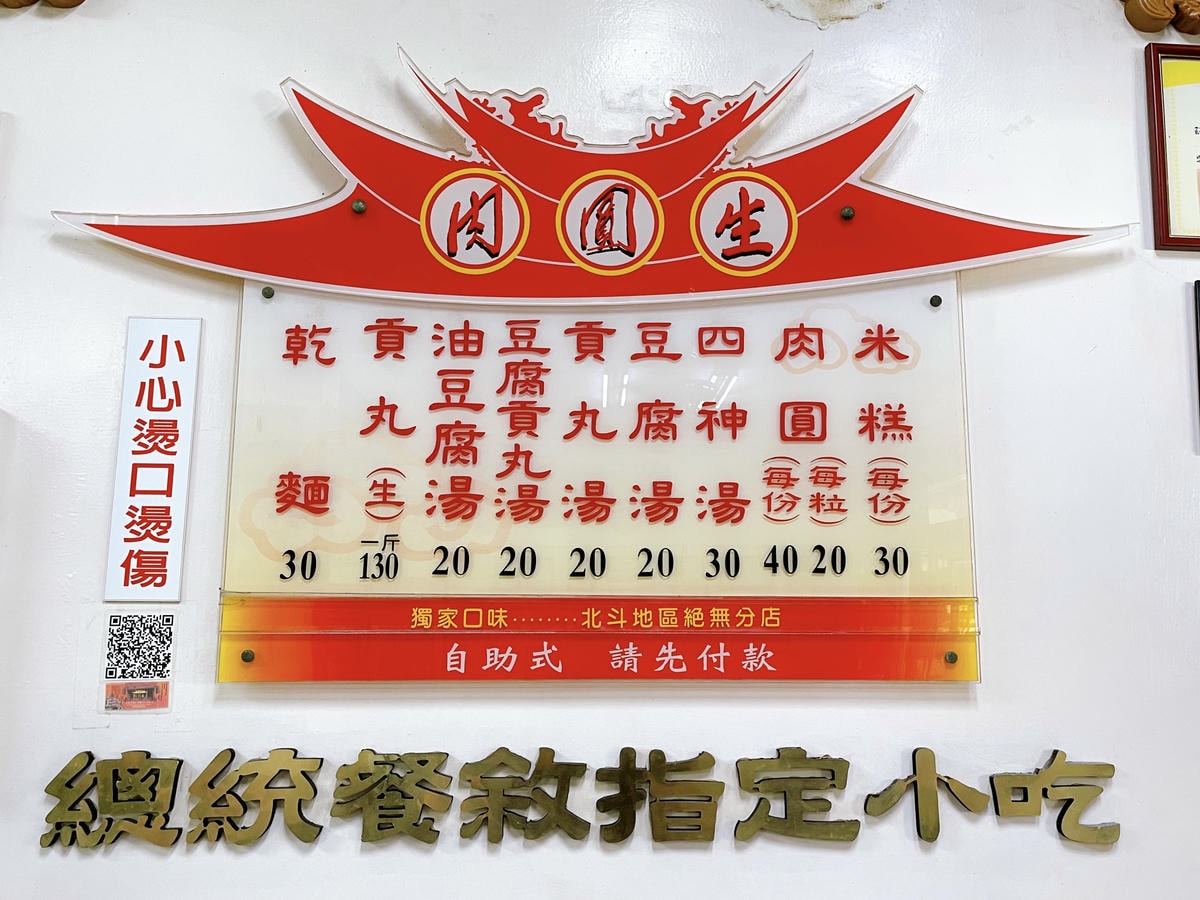 肉圓生
米糕（每份） 30
肉圓（每份） 40 （每粒） 20
四神湯 30
豆腐湯 20
貢丸湯 20
豆腐貢丸湯 20
油豆腐湯 20
貢丸（生） 一斤130
乾麵 30
獨家口味········北斗地區絕無分店
自助式 請先付款
小心燙口燙傷
總統餐敘指定小吃